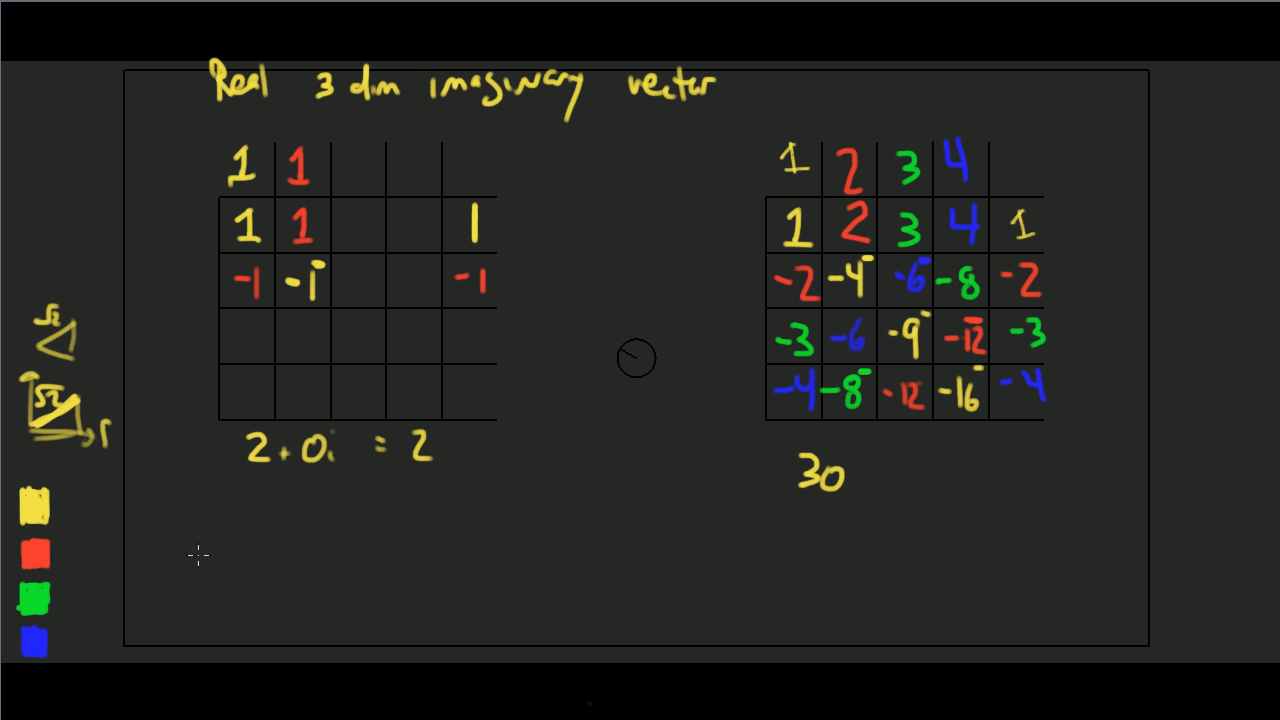 Real 3 dim imaginary vector
1 1
1 1 1
-1 -1⁻ -1
2 + 0i = 2
1 2 3 4
1 2 3 4 1
-2 -4⁻ -6⁻ -8 -2
-3 -6 -9⁻ -12⁻ -3
-4 -8⁻ -12 -16⁻ -4
30
√2
√2
r